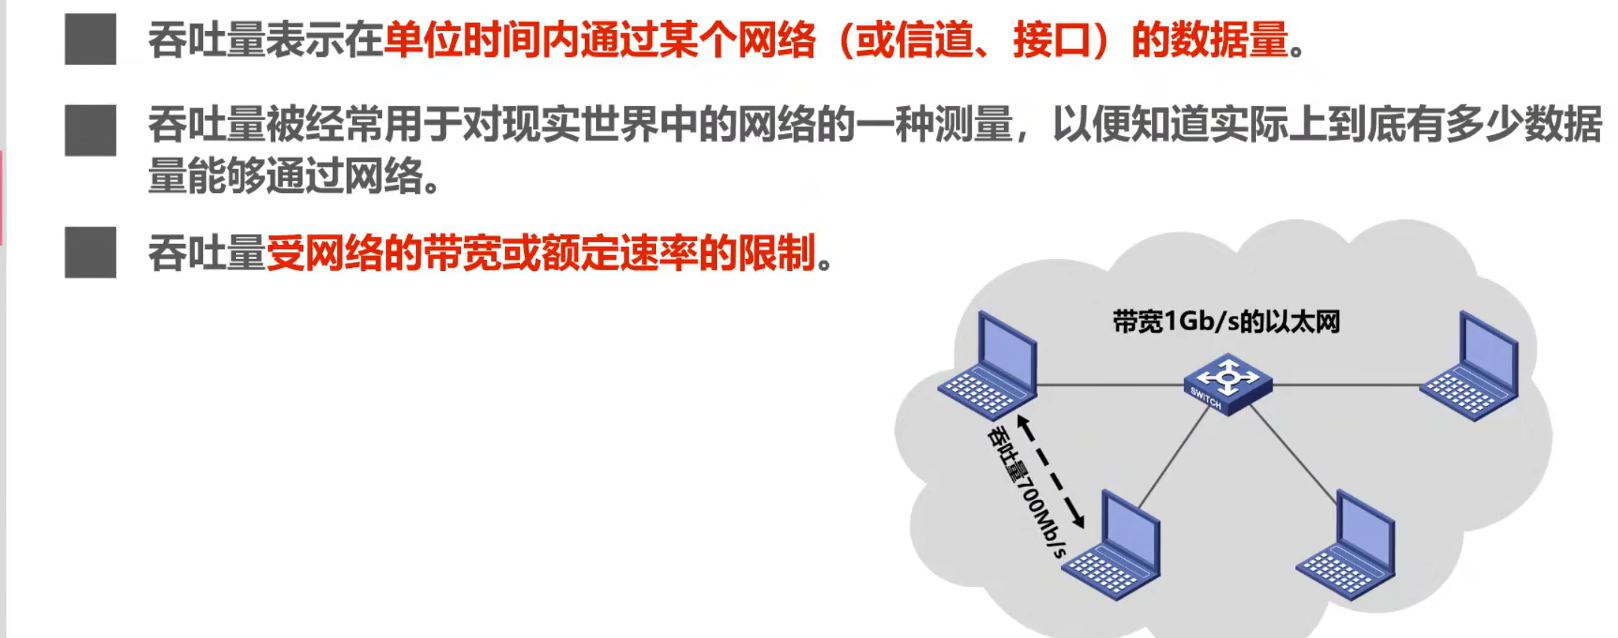 吞吐量表示在单位时间内通过某个网络（或信道、接口）的数据量。
吞吐量被经常用于对现实世界中的网络的一种测量，以便知道实际上到底有多少数据
量能够通过网络。
吞吐量受网络的带宽或额定速率的限制。
带宽1Gb/s的以太网
SWITCH
吞吐量700Mb/s